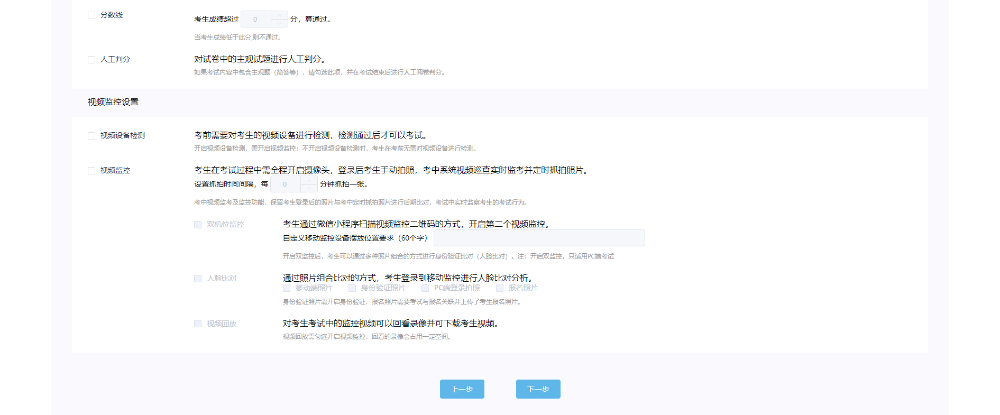 分数线
考生成绩超过 0 分，算通过。
当考生成绩低于此分,则不通过。
人工判分
对试卷中的主观试题进行人工判分。
如果考试内容中包含主观题（简答等），请勾选此项，并在考试结束后进行人工阅卷判分。
视频监控设置
视频设备检测
考前需要对考生的视频设备进行检测，检测通过后才可以考试。
开启视频设备检测，需开启视频监控；不开启视频设备检测时，考生在考前无需对视频设备进行检测。
视频监控
考生在考试过程中需全程开启摄像头，登录后考生手动拍照，考中系统视频巡查实时监考并定时抓拍照片。
设置抓拍时间间隔，每 0 分钟抓拍一张。
考中视频监考及监控功能，保留考生登录后的照片与考中定时抓拍照片进行后期比对，考试中实时监察考生的考试行为。
双机位监控
考生通过微信小程序扫描视频监控二维码的方式，开启第二个视频监控。
自定义移动监控设备摆放位置要求（60个字）
开启双监控后，考生可以通过多种照片组合的方式进行身份验证比对（人脸比对）。注：开启双监控，只适用PC端考试
人脸比对
通过照片组合比对的方式，考生登录到移动监控进行人脸比对分析。
移动端照片 身份验证照片 PC端登录拍照 报名照片
身份验证照片需开启身份验证，报名照片需要考试与报名关联并上传了考生报名照片。
视频回放
对考生考试中的监控视频可以回看录像并可下载考生视频。
视频回放需勾选开启视频监控，回看的录像会占用一定空间。
上一步 下一步